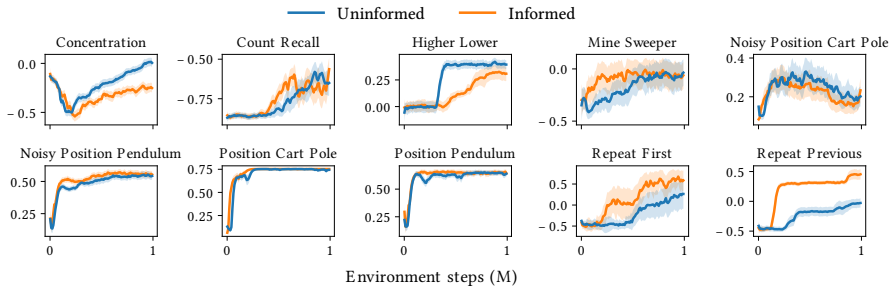 Uninformed Informed
Concentration Count Recall Higher Lower Mine Sweeper Noisy Position Cart Pole
0.0 −0.5
−0.50 −0.75
0.25 0.00
0.0 −0.5
0.4 0.2
Noisy Position Pendulum Position Cart Pole Position Pendulum Repeat First Repeat Previous
0.50 0.25
0.75 0.50 0.25
0.50 0.25
0.5 0.0 −0.5
0.5 0.0 −0.5
0 1 0 1 0 1 0 1 0 1
Environment steps (M)